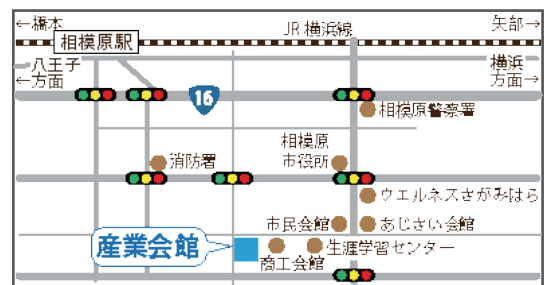 ←橋本
JR横浜線
矢部→
相模原駅
八王子
←方面
横浜
方面→
16
相模原警察署
相模原
市役所
消防署
ウエルネスさがみはら
市民会館
あじさい会館
産業会館
生涯学習センター
商工会館